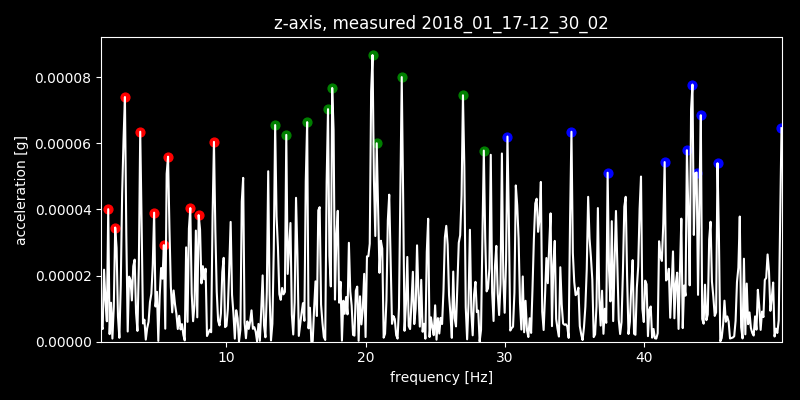 z-axis, measured 2018_01_17-12_30_02
0.00008
0.00006
0.00004
0.00002
0.00000
acceleration [g]
10 20 30 40
frequency [Hz]